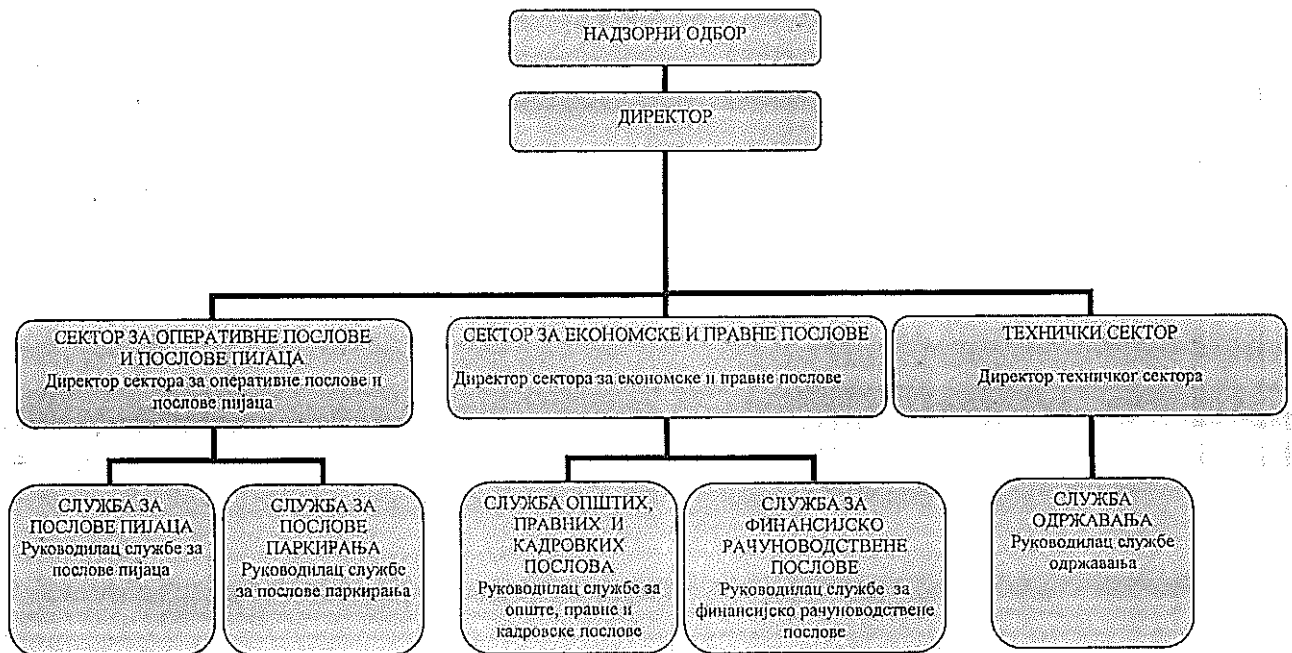 НАДЗОРНИ ОДБОР
ДИРЕКТОР
СЕКТОР ЗА ОПЕРАТИВНЕ ПОСЛОВЕ
И ПОСЛОВЕ ПИЈАЦА
Директор сектора за оперативне послове и
послове пијаца
СЕКТОР ЗА ЕКОНОМСКЕ И ПРАВНЕ ПОСЛОВЕ
Директор сектора за економске и правне послове
ТЕХНИЧКИ СЕКТОР
Директор техничког сектора
СЛУЖБА ЗА
ПОСЛОВЕ ПИЈАЦА
Руководилац службе за
послове пијаца
СЛУЖБА ЗА
ПОСЛОВЕ
ПАРКИРАЊА
Руководилац службе
за послове паркирања
СЛУЖБА ОПШТИХ,
ПРАВНИХ И
КАДРОВКИХ
ПОСЛОВА
Руководилац службе за
опште, правне и
кадровске послове
СЛУЖБА ЗА
ФИНАНСИЈСКО
РАЧУНОВОДСТВЕНЕ
ПОСЛОВЕ
Руководилац службе за
финансијско рачуноводствене
послове
СЛУЖБА
ОДРЖАВАЊА
Руководилац службе
одржавања